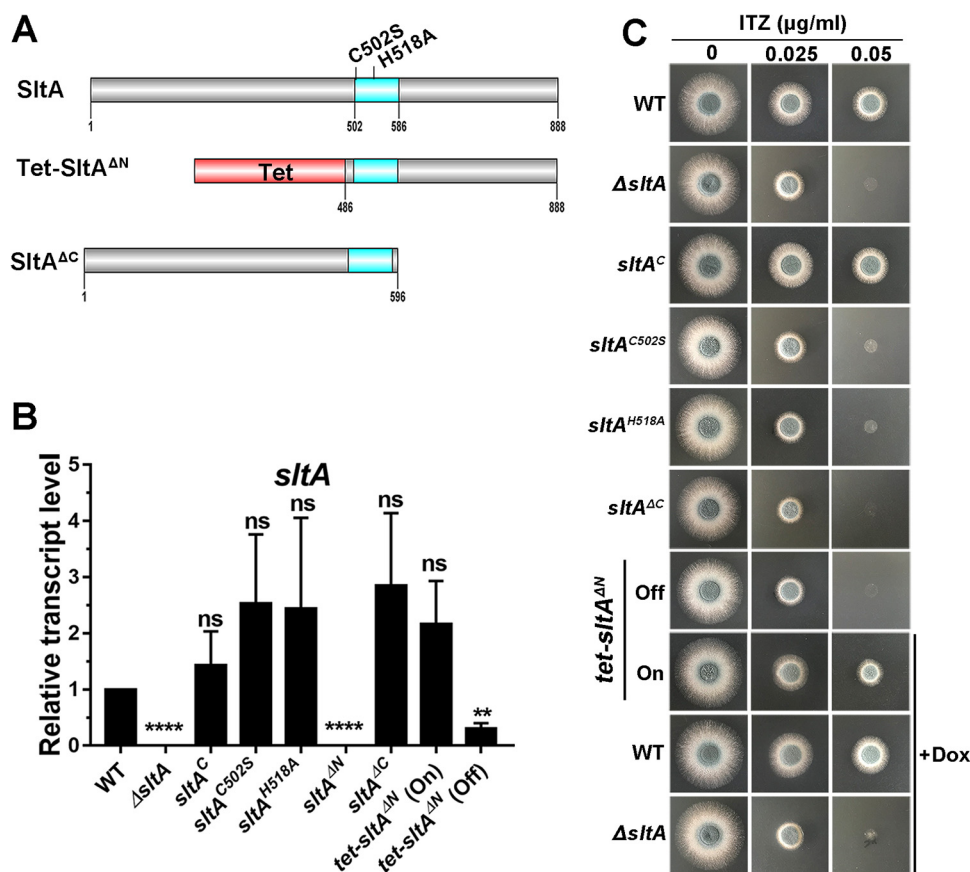 A
C502S
H518A
SltA
1
502
586
888
Tet-SltAΔN
Tet
486
888
SltAΔC
1
596
B
sltA
Relative transcript level
5
4
3
2
1
0
****
ns
ns
ns
****
ns
ns
**
WT
ΔsltA
sltAC
sltAC502S
sltAH518A
sltAΔN
sltAΔC
tet-sltAΔN (On)
tet-sltAΔN (Off)
C
ITZ (μg/ml)
0 0.025 0.05
WT
ΔsltA
sltAC
sltAC502S
sltAH518A
sltAΔC
tet-sltAΔN
Off
On
WT
ΔsltA
+Dox